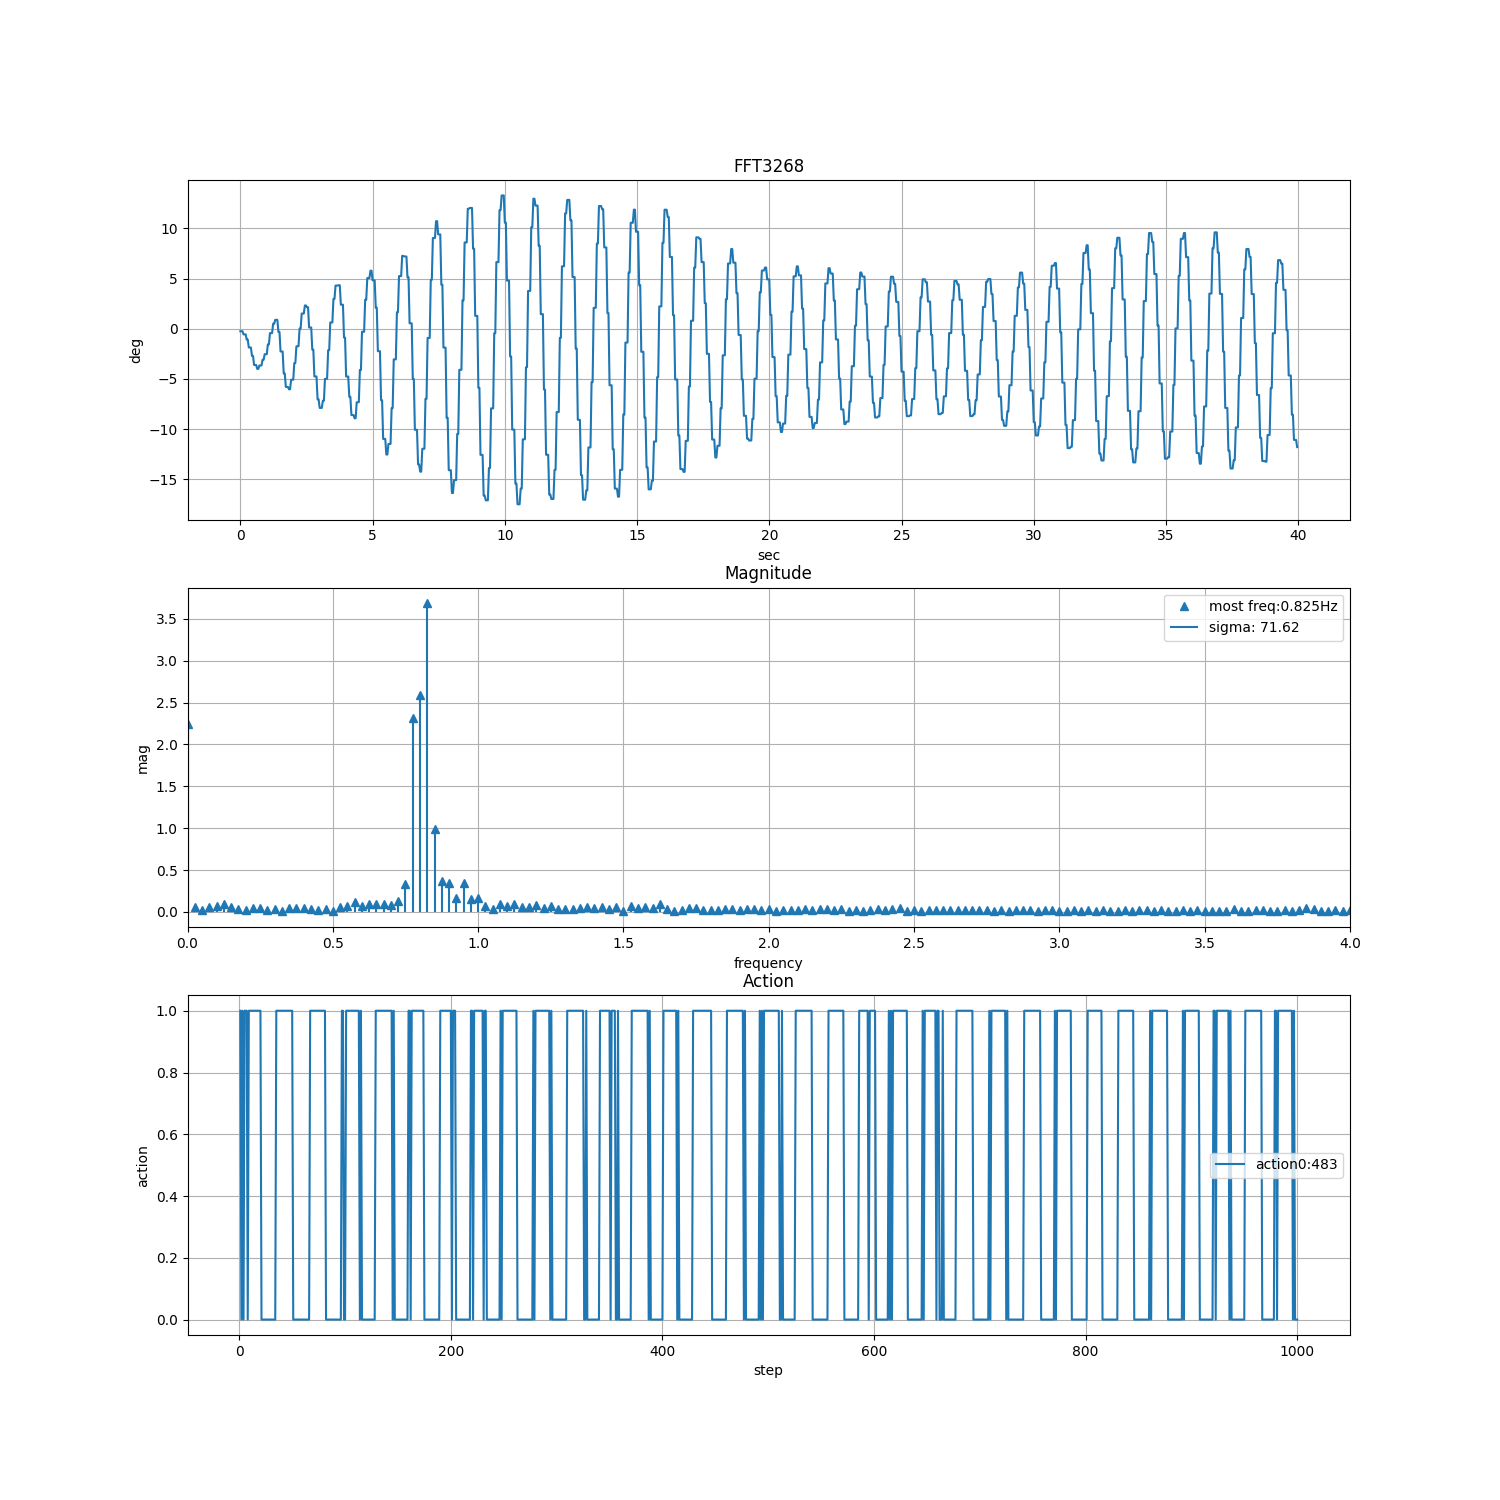 FFT3268
10
5
0
−5
−10
−15
deg
0 5 10 15 20 25 30 35 40
sec
Magnitude
3.5
3.0
2.5
2.0
1.5
1.0
0.5
0.0
mag
most freq:0.825Hz
sigma: 71.62
0.0 0.5 1.0 1.5 2.0 2.5 3.0 3.5 4.0
frequency
Action
1.0
0.8
0.6
0.4
0.2
0.0
action
action0:483
0 200 400 600 800 1000
step